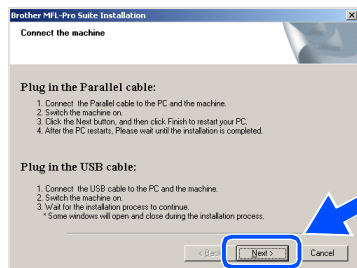 Brother MFL-Pro Suite Installation
Connect the machine
Plug in the Parallel cable:
1. Connect the Parallel cable to the PC and the machine.
2. Switch the machine on.
3. Click the Next button, and then click Finish to restart your PC.
4. After the PC restarts, Please wait until the installation is completed.
Plug in the USB cable:
1. Connect the USB cable to the PC and the machine.
2. Switch the machine on.
3. Wait for the installation process to continue.
* Some windows will open and close during the installation process.
< Back Next > Cancel